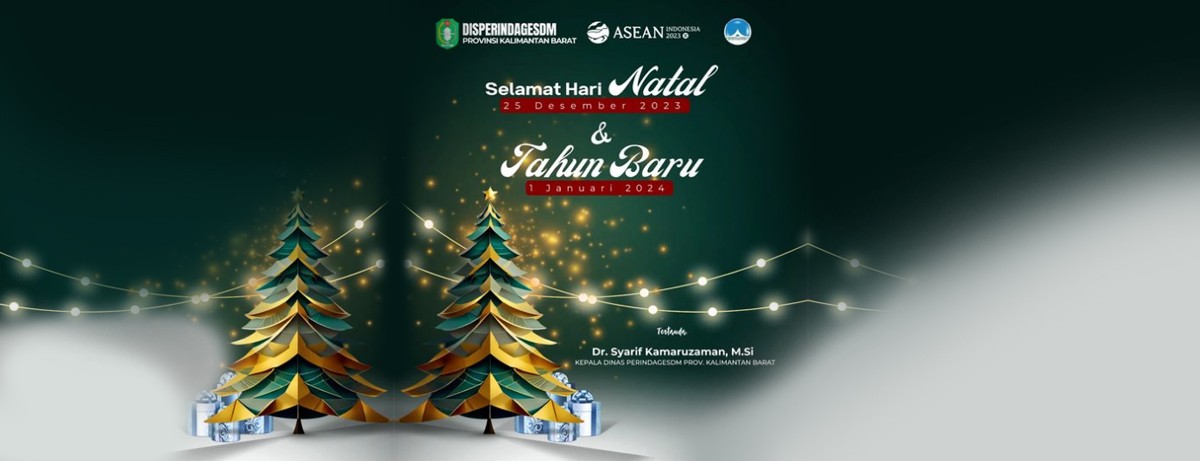 DISPERINDAGESDM
PROVINSI KALIMANTAN BARAT
ASEAN INDONESIA 2023
Selamat Hari Natal
25 Desember 2023
&
Tahun Baru
1 Januari 2024
Tertanda,
Dr. Syarif Kamaruzaman, M.Si
KEPALA DINAS PERINDAGESDM PROV. KALIMANTAN BARAT